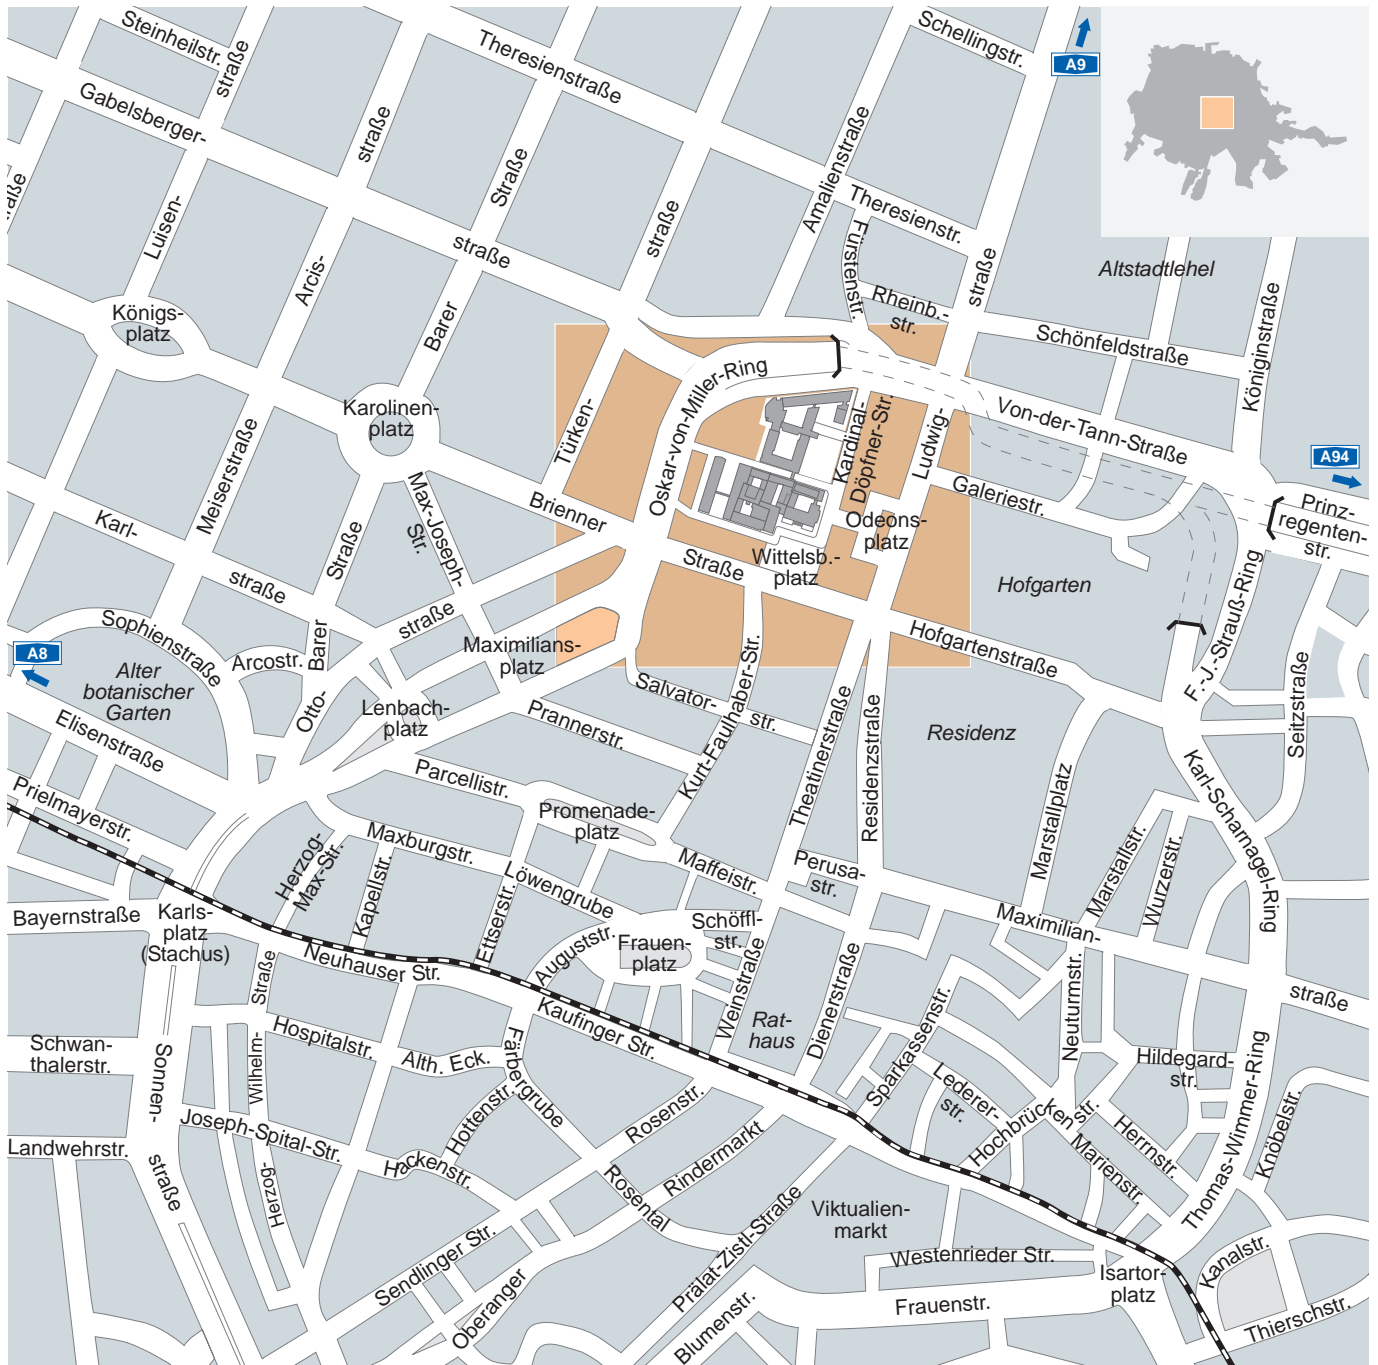 Steinheilstr.
straße
Theresienstraße
Schellingstr.
A9
Gabelsberger-
straße
Straße
straße
Amalienstraße
Theresienstr.
Luisen-
Fürstenstr.
straße
Altstadtlehel
straße
Arcis-
Rheinb.-
str.
Königs-
platz
Barer
Schönfeldstraße
Königinstraße
Oskar-von-Miller-Ring
Karolinen-
platz
Türken-
Kardinal-
Döpfner-Str.
Ludwig-
Von-der-Tann-Straße
Meiserstraße
A94
Max-Joseph-
Str.
Brienner
Galeriestr.
Prinz-
regenten-
str.
Karl-
straße
Straße
Barer
Straße
Wittelsb.-
platz
Odeons-
platz
Hofgarten
F.-J.-Strauß-Ring
Sophienstraße
straße
Otto-
Hofgartenstraße
A8
Arcostr.
Maximilians-
platz
Alter
botanischer
Garten
Salvator-
str.
Kurt-Faulhaber-Str.
Theatinerstraße
Residenzstraße
Seitzstraße
Lenbach-
platz
Prannerstr.
Residenz
Elisenstraße
Parcellistr.
Marstallplatz
Karl-Scharnagel-Ring
Prielmayerstr.
Promenade-
platz
Maxburgstr.
Herzog-
Max-Str.
Kapellstr.
Löwengrube
Maffeistr.
Perusa-
str.
Marstallstr.
Wurzerstr.
Ettserstr.
Bayernstraße
Karls-
platz
(Stachus)
Schöffl-
str.
Maximilian-
straße
Auguststr.
Frauen-
platz
Neuhauser Str.
Weinstraße
Dienerstraße
Neuturmstr.
Kaufinger Str.
Sparkassenstr.
Rat-
haus
Straße
Wilhelm-
Herzog-
Hospitalstr.
Schwan-
thalerstr.
Sonnen-
straße
Alth. Eck.
Färbergrube
Hildegard-
str.
Lederer-
str.
Thomas-Wimmer-Ring
Joseph-Spital-Str.
Hottenstr.
Rosenstr.
Hochbrücken str.
Herrnstr.
Knöbelstr.
Landwehrstr.
Hackenstr.
Rindermarkt
Marienstr.
Rosental
Viktualien-
markt
Prälat-Zistl-Straße
Sendlinger Str.
Westenrieder Str.
Kanalstr.
Isartor-
platz
Oberanger
Blumenstr.
Frauenstr.
Thierschstr.